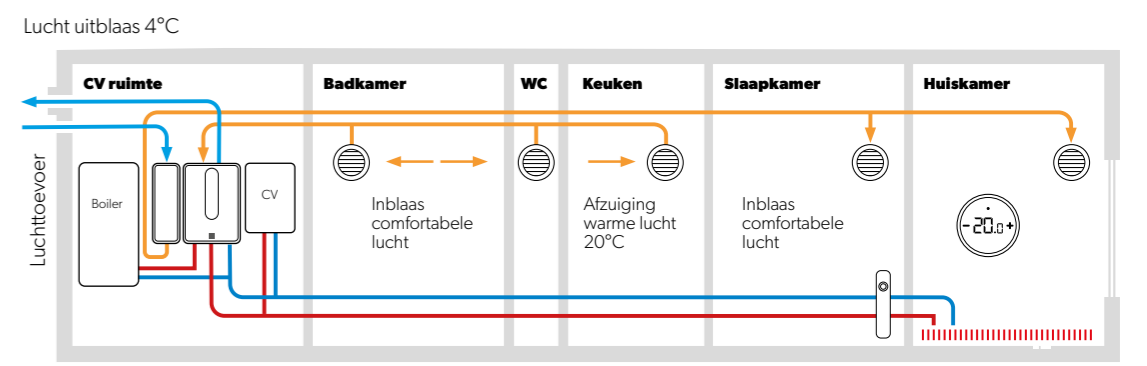 Lucht uitblaas 4°C
CV ruimte
Badkamer
WC
Keuken
Slaapkamer
Huiskamer
Luchttoevoer
Boiler
CV
Inblaas
comfortabele
lucht
Afzuiging
warme lucht
20°C
Inblaas
comfortabele
lucht
-20.0+